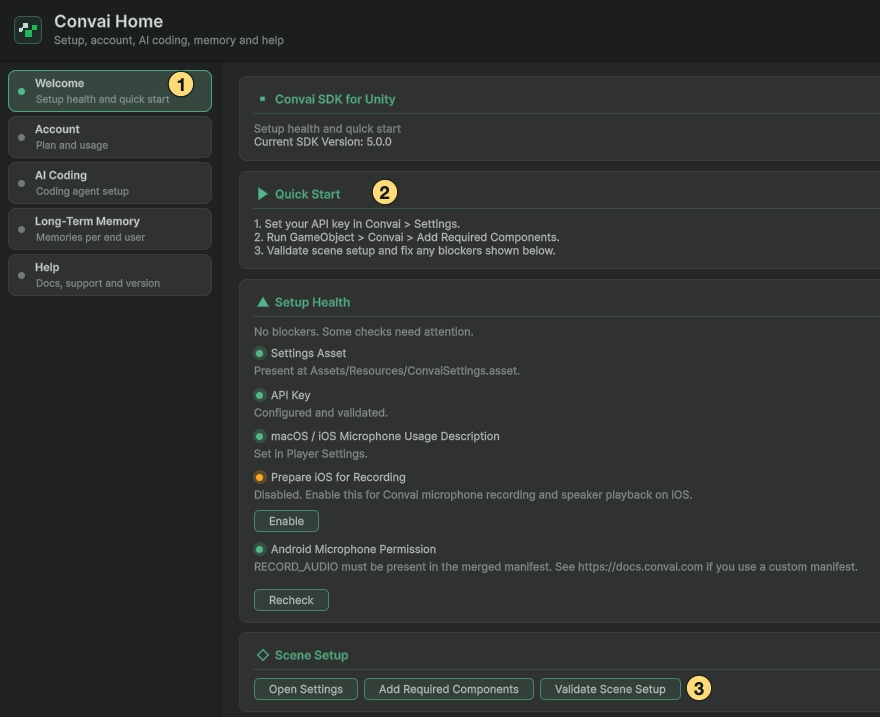 Convai Home
Setup, account, AI coding, memory and help
Welcome
Setup health and quick start
1
Account
Plan and usage
AI Coding
Coding agent setup
Long-Term Memory
Memories per end user
Help
Docs, support and version
Convai SDK for Unity
Setup health and quick start
Current SDK Version: 5.0.0
Quick Start
2
1. Set your API key in Convai > Settings.
2. Run GameObject > Convai > Add Required Components.
3. Validate scene setup and fix any blockers shown below.
Setup Health
No blockers. Some checks need attention.
Settings Asset
Present at Assets/Resources/ConvaiSettings.asset.
API Key
Configured and validated.
macOS / iOS Microphone Usage Description
Set in Player Settings.
Prepare iOS for Recording
Disabled. Enable this for Convai microphone recording and speaker playback on iOS.
Enable
Android Microphone Permission
RECORD_AUDIO must be present in the merged manifest. See https://docs.convai.com if you use a custom manifest.
Recheck
Scene Setup
Open Settings
Add Required Components
Validate Scene Setup
3